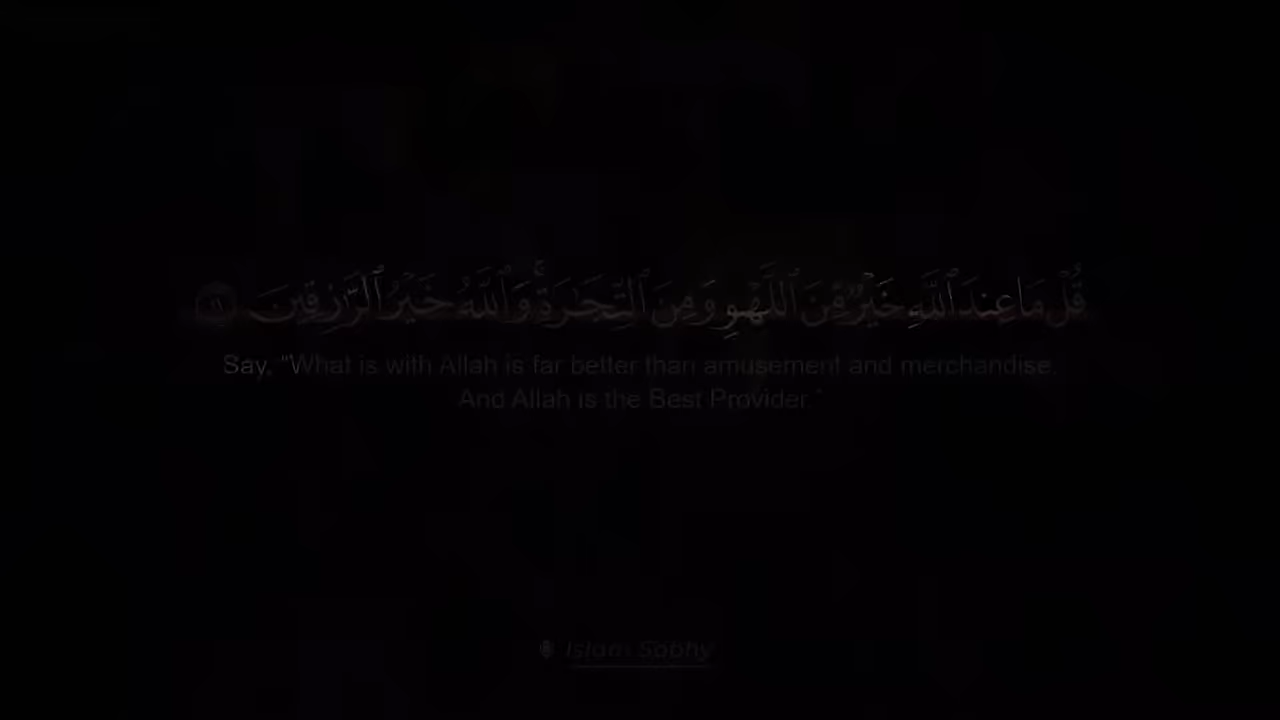 قُلْ مَا عِندَ ٱللَّهِ خَيْرٌ مِّنَ ٱللَّهْوِ وَمِنَ ٱلتِّجَـٰرَةِ ۚ وَٱللَّهُ خَيْرُ ٱلرَّٰزِقِينَ ١١
Say, "What is with Allah is far better than amusement and merchandise.
And Allah is the Best Provider."
Islam Sobhy